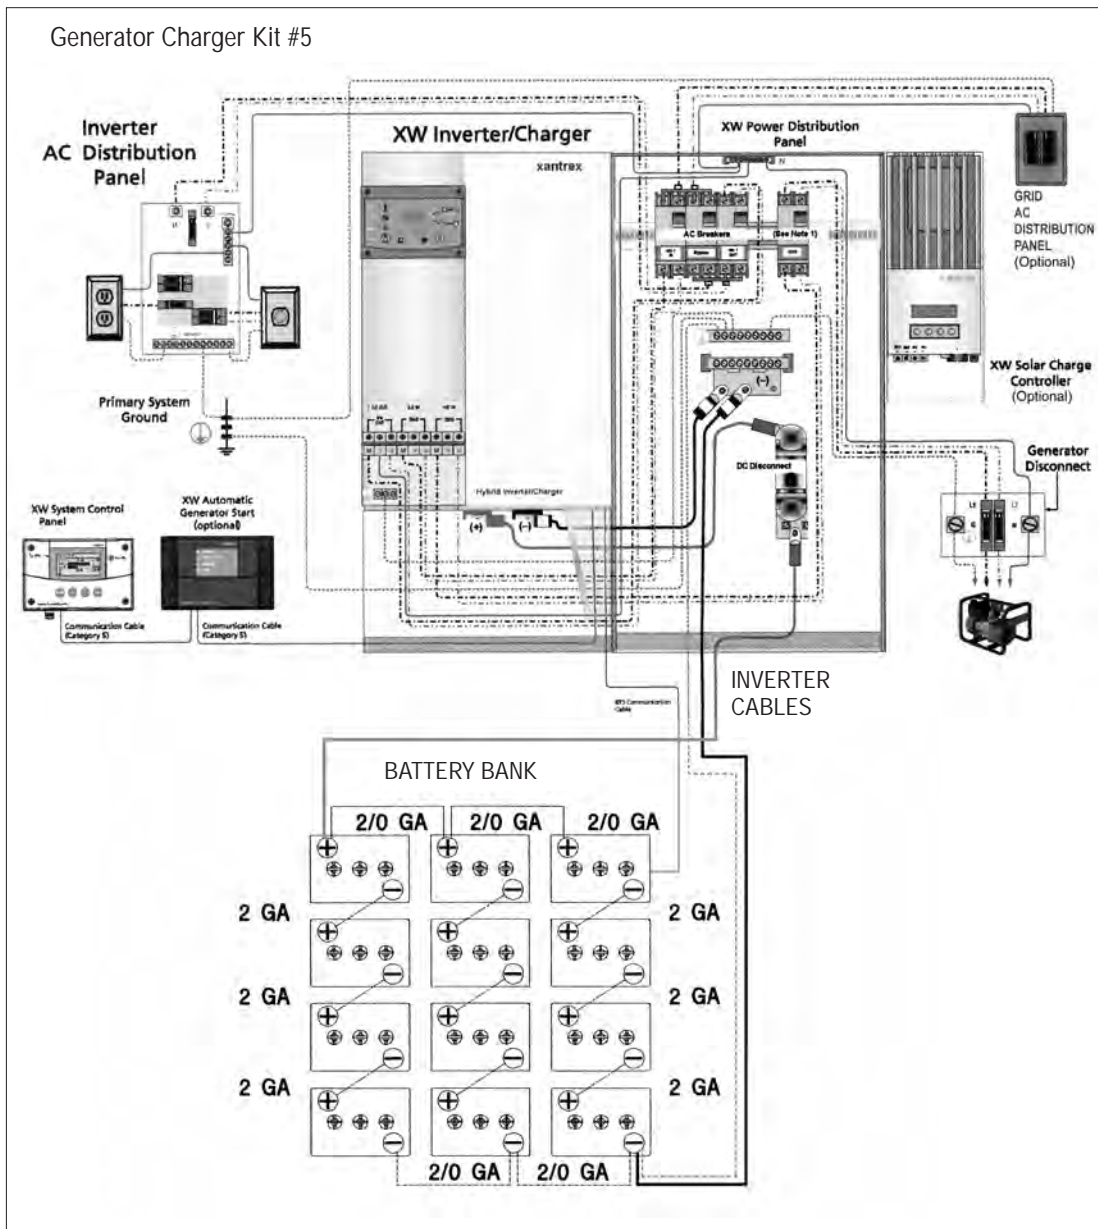 Generator Charger Kit #5
Inverter
AC Distribution
Panel
XW Inverter/Charger
XW Power Distribution
Panel
xantrex
N
GRID
AC
DISTRIBUTION
PANEL
(Optional)
AC Breakers
(See Note 1)
XW Solar Charge
Controller
(Optional)
Primary System
Ground
(-)
DC Disconnect
Generator
Disconnect
XW System Control
Panel
XW Automatic
Generator Start
(optional)
Hybrid Inverter/Charger
(+)
(-)
Communication Cable
(Category 5)
Communication Cable
(Category 5)
INVERTER
CABLES
BTS Communication
Cable
BATTERY BANK
2/0 GA
2/0 GA
2/0 GA
2 GA
2 GA
2 GA
2 GA
2 GA
2 GA
2/0 GA
2/0 GA